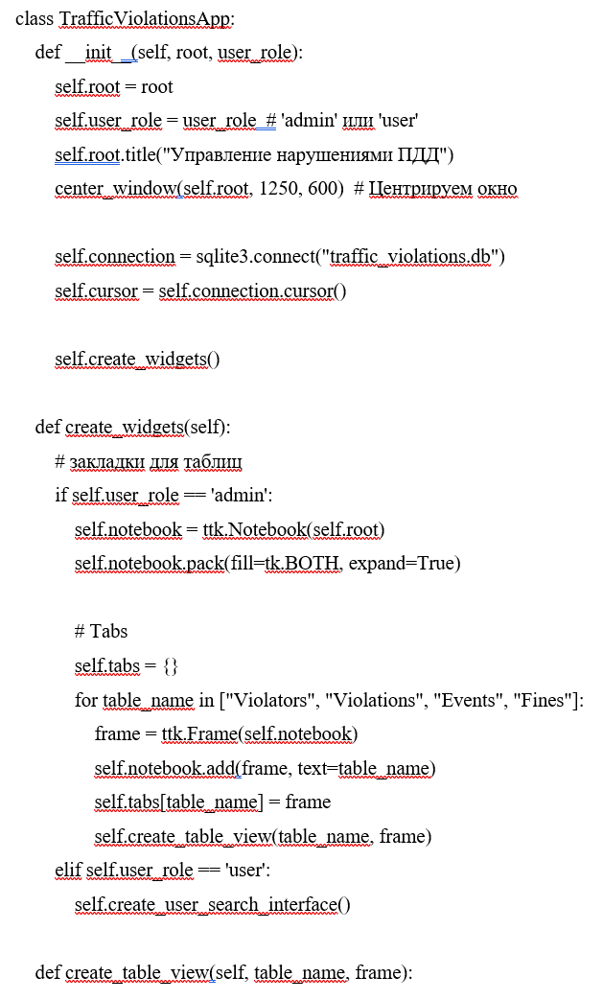 class TrafficViolationsApp:
    def __init__(self, root, user_role):
        self.root = root
        self.user_role = user_role # 'admin' или 'user'
        self.root.title("Управление нарушениями ПДД")
        center_window(self.root, 1250, 600)  # Центрируем окно

        self.connection = sqlite3.connect("traffic_violations.db")
        self.cursor = self.connection.cursor()

        self.create_widgets()

    def create_widgets(self):
        # закладки для таблиц
        if self.user_role == 'admin':
            self.notebook = ttk.Notebook(self.root)
            self.notebook.pack(fill=tk.BOTH, expand=True)

            # Tabs
            self.tabs = {}
            for table_name in ["Violators", "Violations", "Events", "Fines"]:
                frame = ttk.Frame(self.notebook)
                self.notebook.add(frame, text=table_name)
                self.tabs[table_name] = frame
                self.create_table_view(table_name, frame)
        elif self.user_role == 'user':
            self.create_user_search_interface()

    def create_table_view(self, table_name, frame):